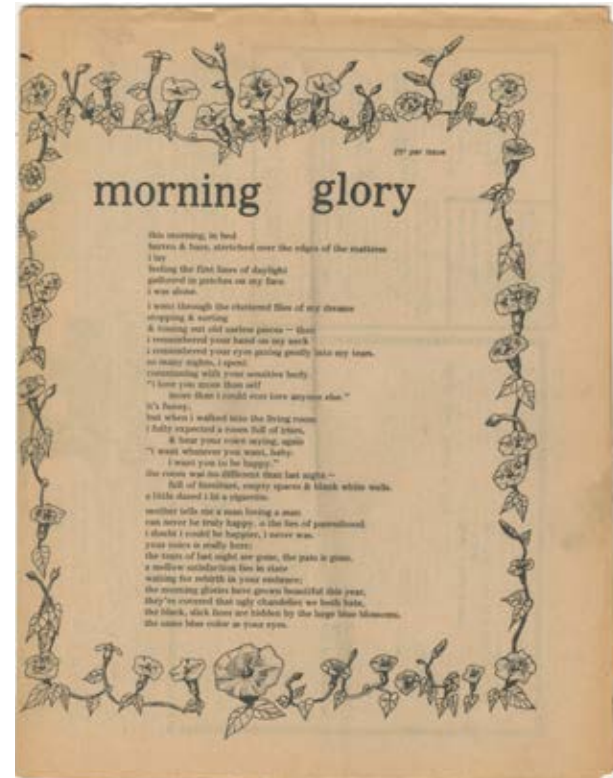 25¢ per issue
morning glory
this morning, in bed
barren & bare, stretched over the edges of the mattress
i lay
feeling the first lines of daylight
gathered in patches on my face
i was alone.
i went through the cluttered files of my dreams
stopping & sorting
& tossing out old useless pieces — then
i remembered your hand on my neck
i remembered your eyes gazing gently into my tears.
so many nights, i spent
communing with your sensitive body.
"i love you more than self
more than i could ever love anyone else."
it's funny,
but when i walked into the living room
i fully expected a room full of irises,
& hear your voice saying, again
"i want whatever you want, baby.
i want you to be happy."
the room was no different than last night —
full of furniture, empty spaces & blank white walls.
a little dazed i lit a cigarette.
mother tells me a man loving a man
can never be truly happy. o the lies of parenthood.
i doubt i could be happier, i never was.
your voice is really here;
the tears of last night are gone, the pain is gone.
a mellow satisfaction lies in state
waiting for rebirth in your embrace;
the morning glories have grown beautiful this year,
they've covered that ugly chandelier we both hate,
the black, slick are hidden by the large blue blossoms,
the same blue color as your eyes.